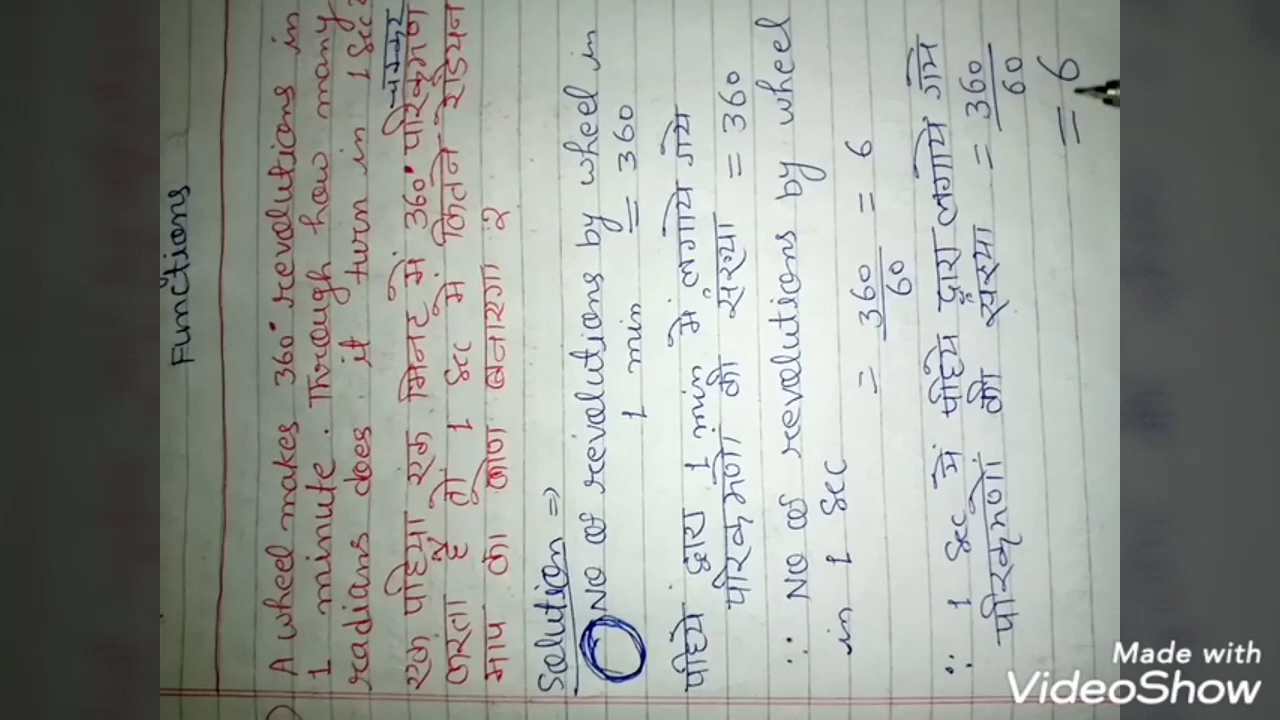 Functions
A wheel makes 360° revolutions in
1 minute. Through how many
radians does it turn in 1 Sec?
एक पहिया एक मिनट में 360° परिक्रमण
करता है तो 1 Sec में कितने रेडियन
माप का कोण बनाएगा ?
Solution ⇒
No of revolutions by wheel in
1 min = 360
पहिये द्वारा 1 min में लगाये गये
परिक्रमणों की संख्या = 360
∴ No of revolutions by wheel
in 1 Sec
= 360/60 = 6
∴ 1 Sec में पहिये द्वारा लगाये गये
परिक्रमणों की संख्या = 360/60
= 6
Made with
VideoShow